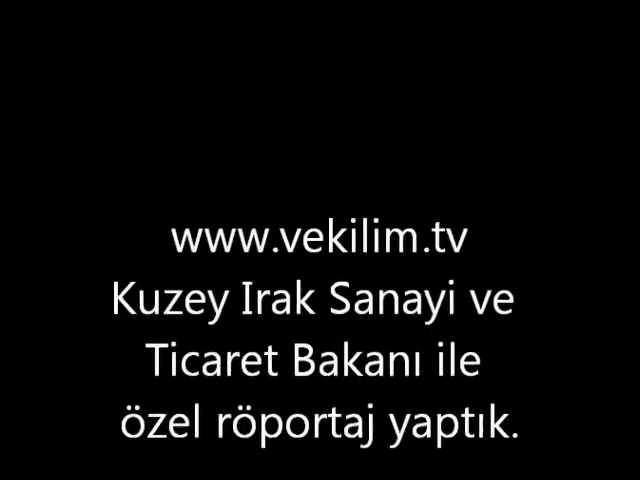 www.vekilim.tv
Kuzey Irak Sanayi ve
Ticaret Bakanı ile
özel röportaj yaptık.